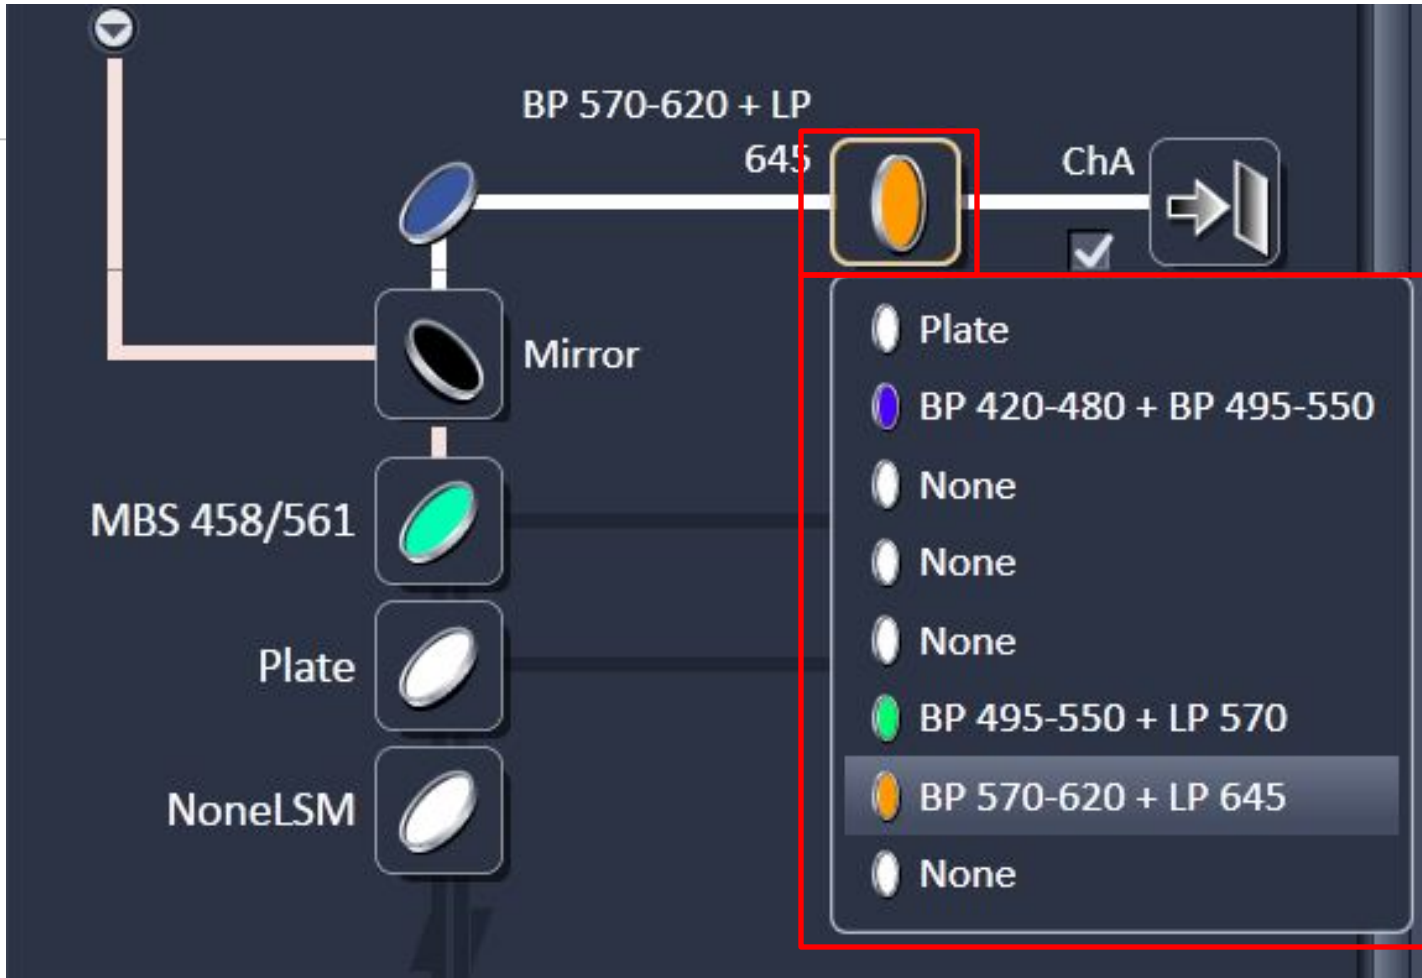 BP 570-620 + LP
645
ChA
Mirror
MBS 458/561
Plate
NoneLSM
Plate
BP 420-480 + BP 495-550
None
None
None
BP 495-550 + LP 570
BP 570-620 + LP 645
None